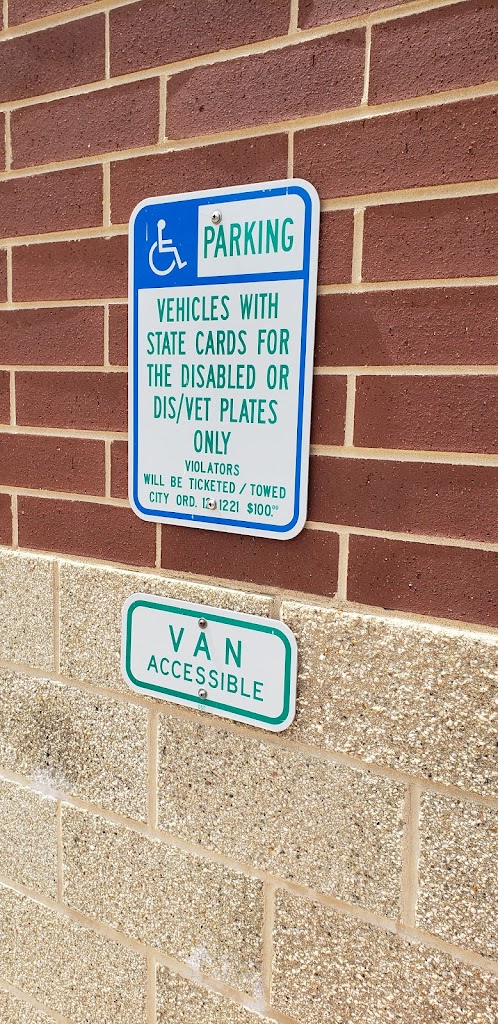 PARKING
VEHICLES WITH
STATE CARDS FOR
THE DISABLED OR
DIS/VET PLATES
ONLY
VIOLATORS
WILL BE TICKETED / TOWED
CITY ORD. 1221 $100.00
VAN
ACCESSIBLE